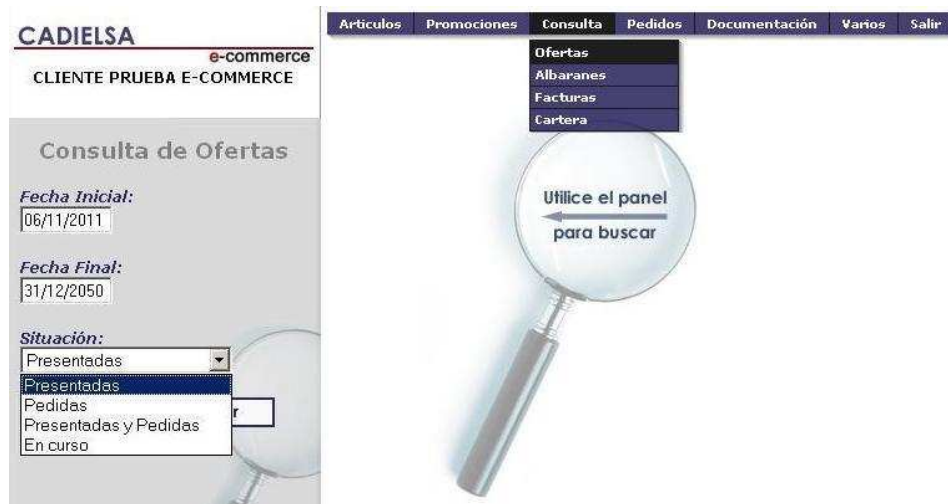 CADIELSA
e-commerce
CLIENTE PRUEBA E-COMMERCE
Articulos Promociones Consulta Pedidos Documentación Varios Salir
Ofertas
Albaranes
Facturas
Cartera
Consulta de Ofertas
Fecha Inicial:
06/11/2011
Fecha Final:
31/12/2050
Situación:
Presentadas
Presentadas
Pedidas
Presentadas y Pedidas
En curso
Utilice el panel
para buscar